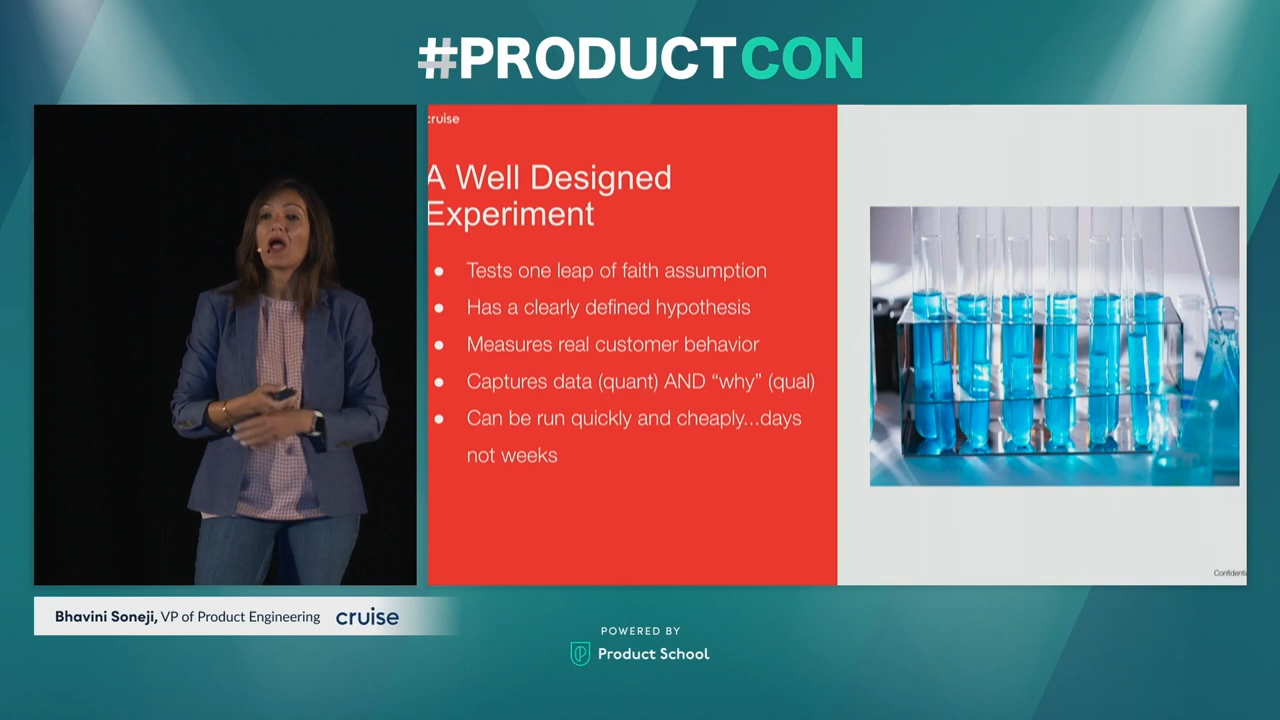 #PRODUCTCON
cruise
A Well Designed
Experiment
• Tests one leap of faith assumption
• Has a clearly defined hypothesis
• Measures real customer behavior
• Captures data (quant) AND “why” (qual)
• Can be run quickly and cheaply...days
not weeks
Confidenti
Bhavini Soneji, VP of Product Engineering cruise
POWERED BY
Product School